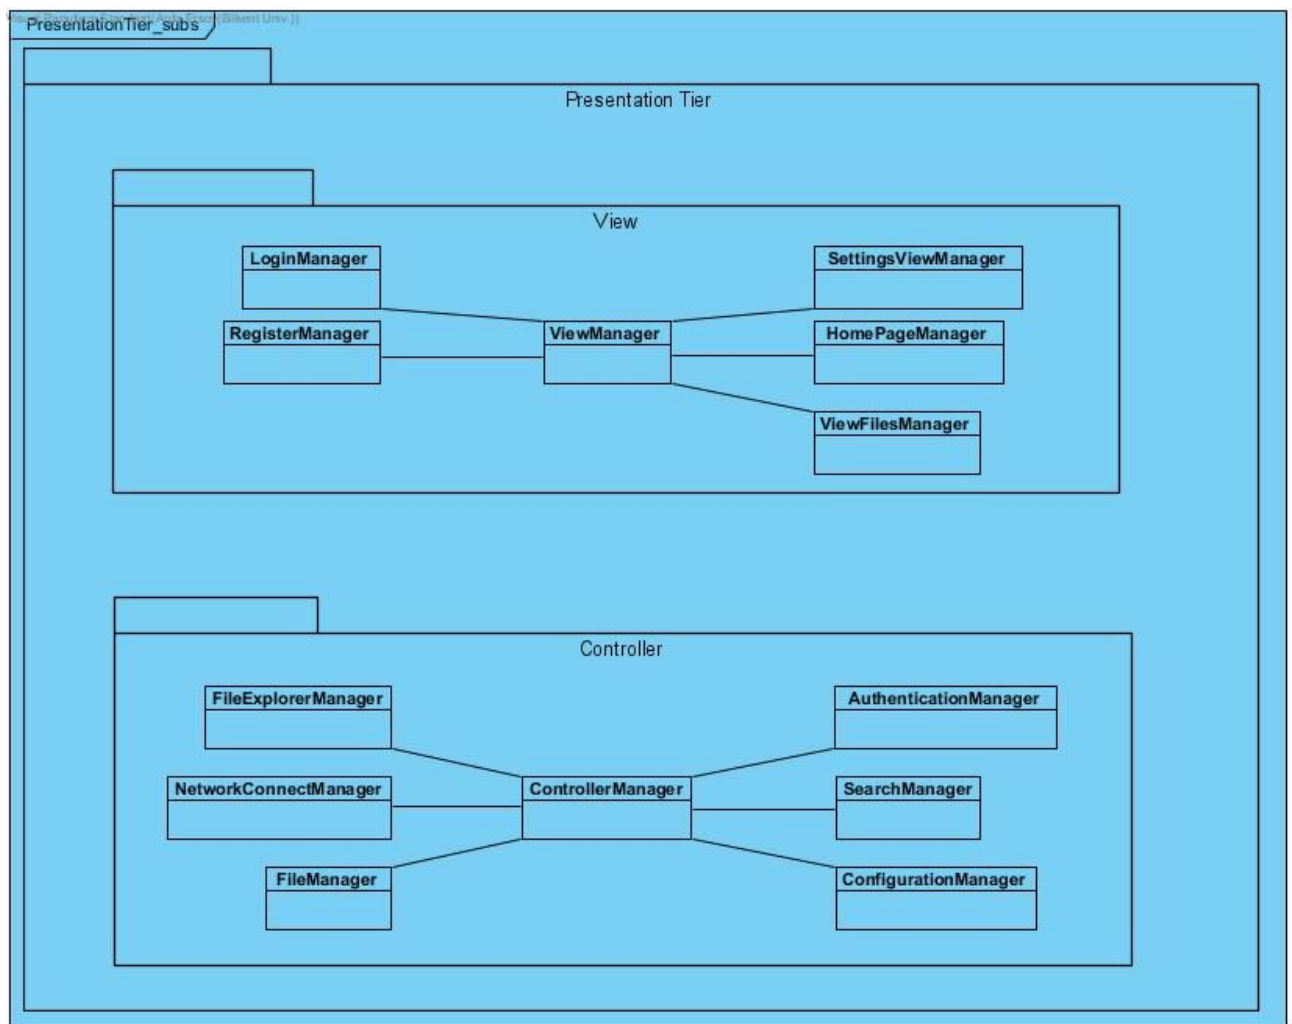 PresentationTier_subs
Presentation Tier
View
LoginManager
SettingsViewManager
RegisterManager
ViewManager
HomePageManager
ViewFilesManager
Controller
FileExplorerManager
AuthenticationManager
NetworkConnectManager
ControllerManager
SearchManager
FileManager
ConfigurationManager